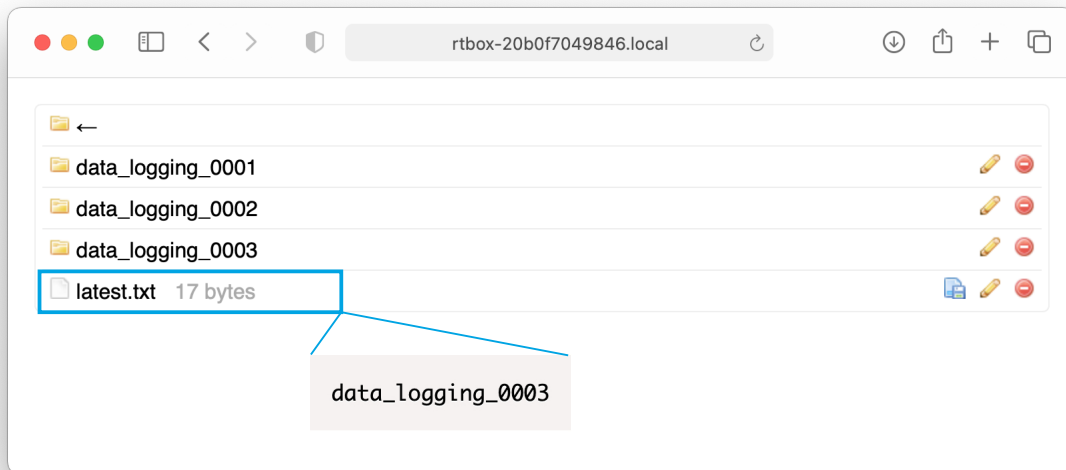 rtbox-20b0f7049846.local
←
data_logging_0001
data_logging_0002
data_logging_0003
latest.txt 17 bytes
data_logging_0003